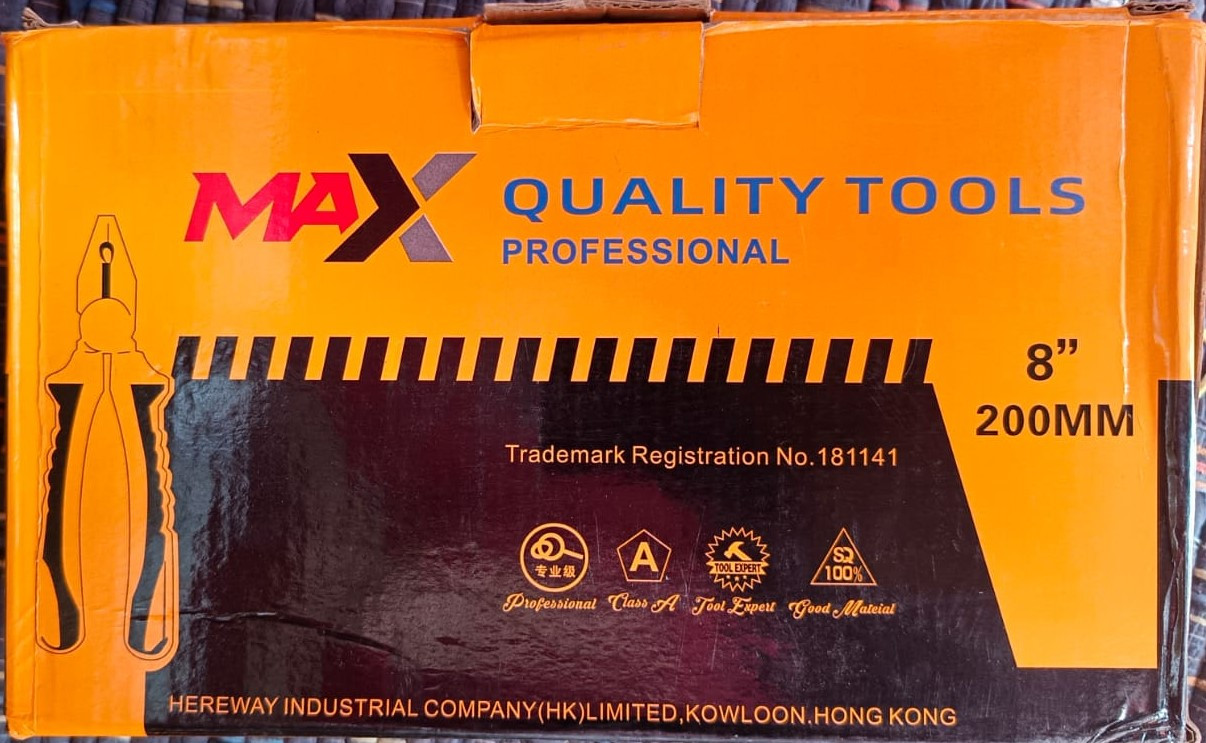 MAX QUALITY TOOLS
PROFESSIONAL
8”
200MM
Trademark Registration No.181141
专业级
A
TOOL EXPERT
SQ
100%
Professional Class A Tool Expert Good Mateial
HEREWAY INDUSTRIAL COMPANY(HK)LIMITED,KOWLOON.HONG KONG